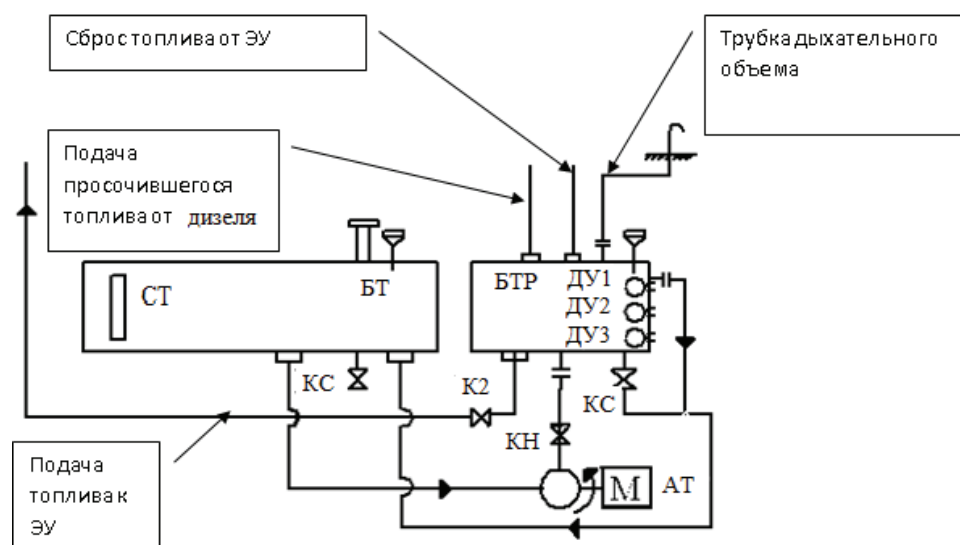 Сброс топлива от ЭУ
Трубка дыхательного
объема
Подача
просочившегося
топлива от дизеля
СТ
БТ
БТР
ДУ1
ДУ2
ДУ3
КС
К2
КС
КН
М
АТ
Подача
топлива к
ЭУ